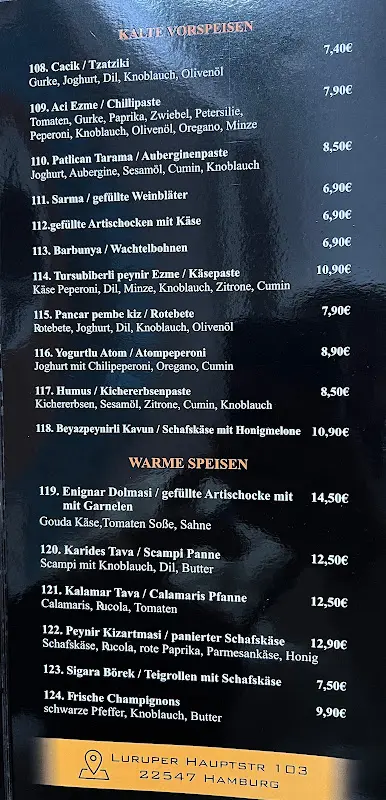 KALTE VORSPEISEN
108. Cacik / Tzatziki 7,40€
Gurke, Joghurt, Dil, Knoblauch, Olivenöl
109. Aci Ezme / Chillipaste 7,90€
Tomaten, Gurke, Paprika, Zwiebel, Petersilie,
Peperoni, Knoblauch, Olivenöl, Oregano, Minze
110. Patlican Tarama / Auberginenpaste 8,50€
Joghurt, Aubergine, Sesamöl, Cumin, Knoblauch
111. Sarma / gefüllte Weinbläter 6,90€
112.gefüllte Artischocken mit Käse 6,90€
113. Barbunya / Wachtelbohnen 6,90€
114. Tursubiberli peynir Ezme / Käsepaste 10,90€
Käse Peperoni, Dil, Minze, Knoblauch, Zitrone, Cumin
115. Pancar pembe kiz / Rotebete 7,90€
Rotebete, Joghurt, Dil, Knoblauch, Olivenöl
116. Yogurtlu Atom / Atompeperoni 8,90€
Joghurt mit Chilipeperoni, Oregano, Cumin
117. Humus / Kichererbsenpaste 8,50€
Kichererbsen, Sesamöl, Zitrone, Cumin, Knoblauch
118. Beyazpeynirli Kavun / Schafskäse mit Honigmelone 10,90€
WARME SPEISEN
119. Enignar Dolmasi / gefüllte Artischocke mit 14,50€
mit Garnelen
Gouda Käse,Tomaten Soße, Sahne
120. Karides Tava / Scampi Panne 12,50€
Scampi mit Knoblauch, Dil, Butter
121. Kalamar Tava / Calamaris Pfanne 12,50€
Calamaris, Rucola, Tomaten
122. Peynir Kizartmasi / panierter Schafskäse 12,90€
Schafskäse, Rucola, rote Paprika, Parmesankäse, Honig
123. Sigara Börek / Teigrollen mit Schafskäse 7,50€
124. Frische Champignons 9,90€
schwarze Pfeffer, Knoblauch, Butter
Luruper Hauptstr 103
22547 Hamburg